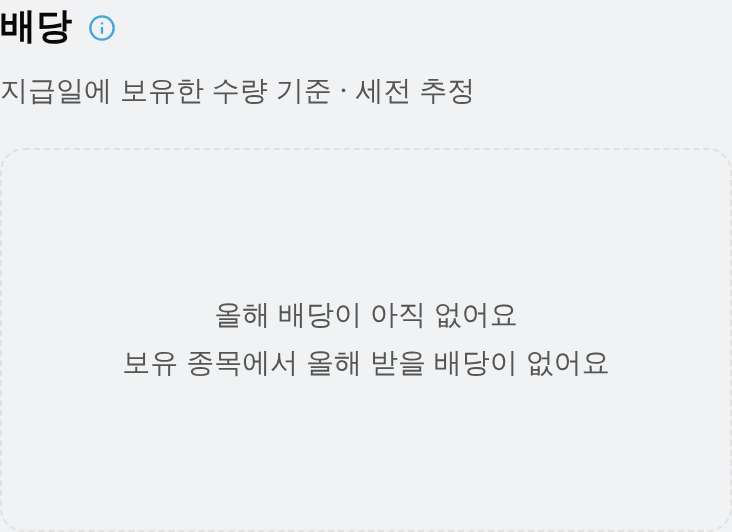 배당
지급일에 보유한 수량 기준 · 세전 추정
올해 배당이 아직 없어요
보유 종목에서 올해 받을 배당이 없어요